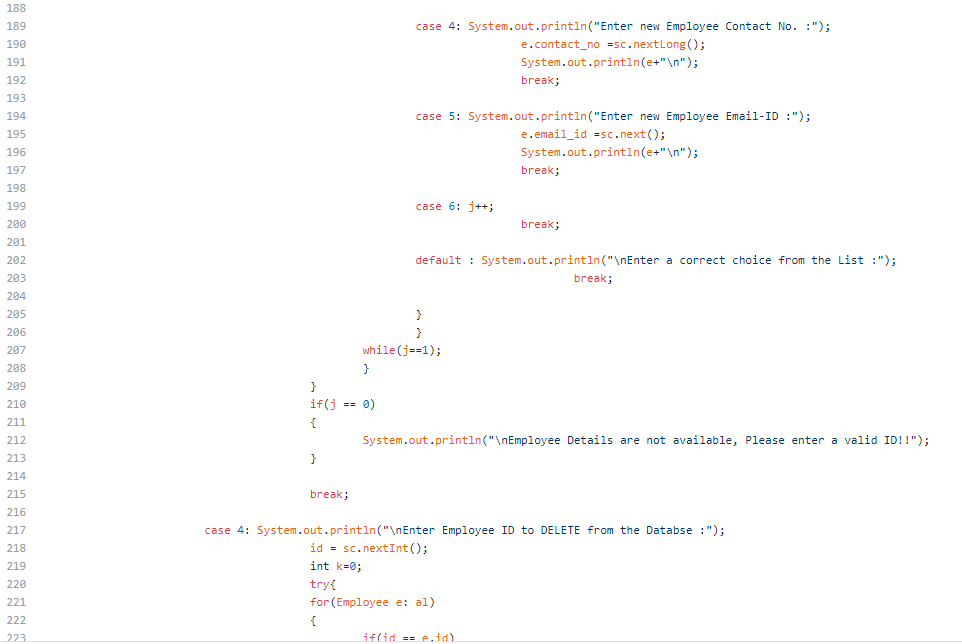 188
189 case 4: System.out.println("Enter new Employee Contact No. :");
190 e.contact_no =sc.nextLong();
191 System.out.println(e+"\n");
192 break;
193
194 case 5: System.out.println("Enter new Employee Email-ID :");
195 e.email_id =sc.next();
196 System.out.println(e+"\n");
197 break;
198
199 case 6: j++;
200 break;
201
202 default : System.out.println("\nEnter a correct choice from the List :");
203 break;
204
205 }
206 }
207 while(j==1);
208 }
209 }
210 if(j == 0)
211 {
212 System.out.println("\nEmployee Details are not available, Please enter a valid ID!!");
213 }
214
215 break;
216
217 case 4: System.out.println("\nEnter Employee ID to DELETE from the Databse :");
218 id = sc.nextInt();
219 int k=0;
220 try{
221 for(Employee e: al)
222 {
223 if(id == e.id)